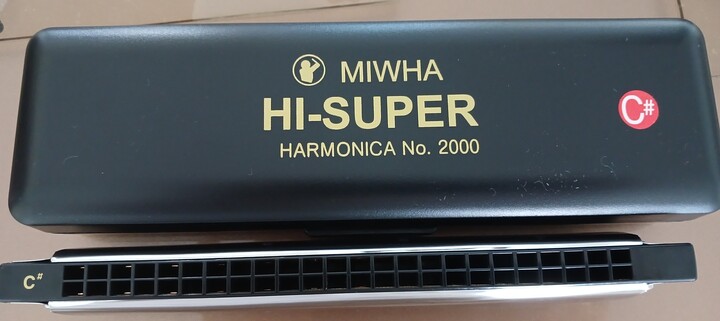 MIWHA
HI-SUPER
HARMONICA No. 2000
C#
C#